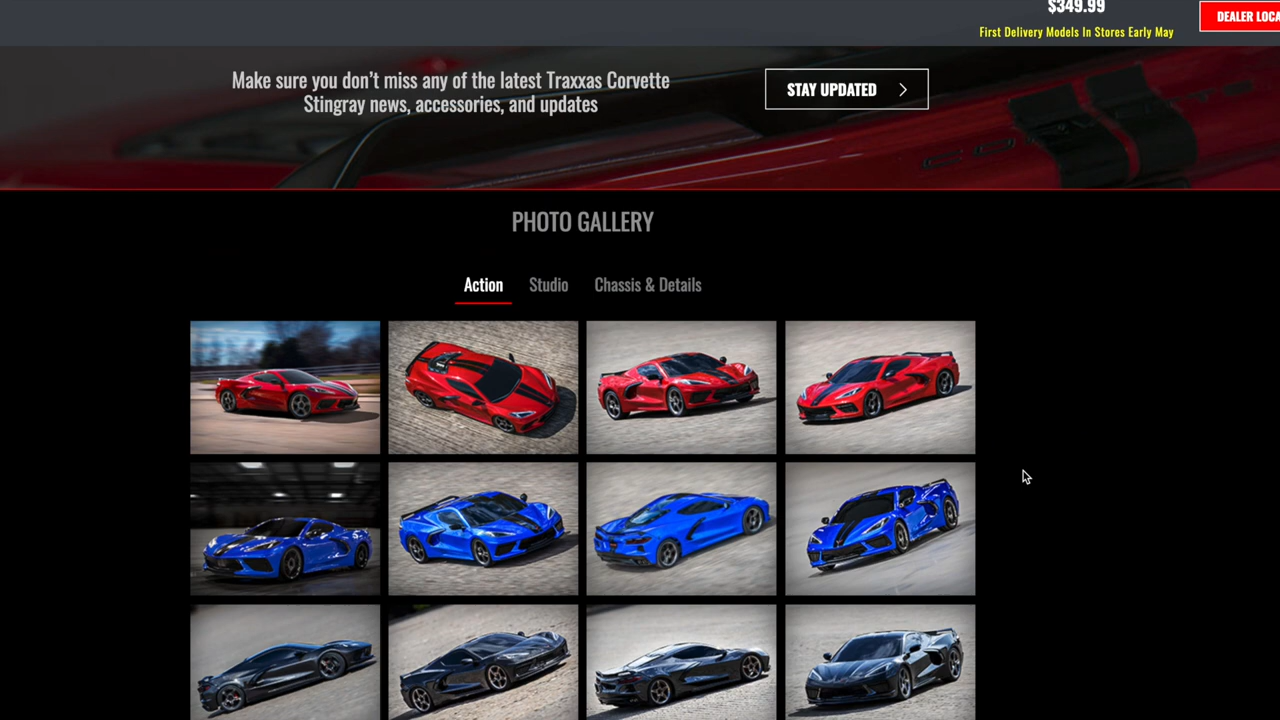 $349.99
DEALER LOCA
First Delivery Models In Stores Early May
Make sure you don't miss any of the latest Traxxas Corvette
Stingray news, accessories, and updates
STAY UPDATED
PHOTO GALLERY
Action Studio Chassis & Details